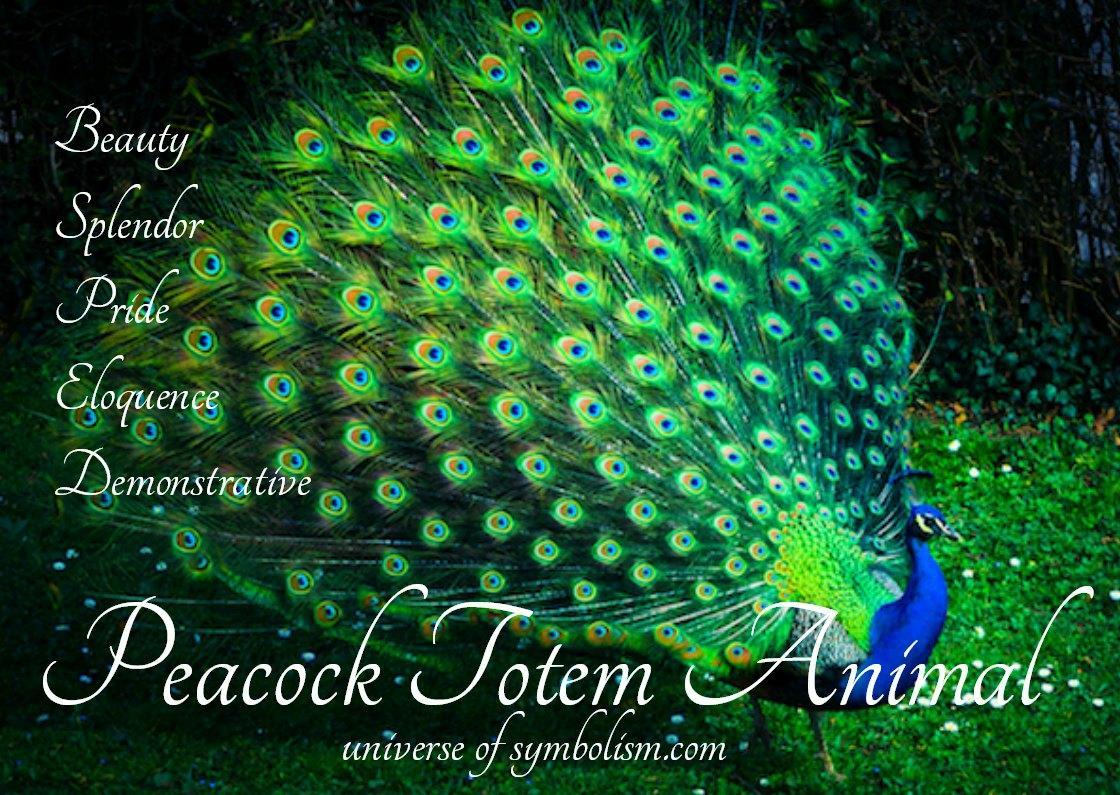 Beauty
Splendor
Pride
Eloquence
Demonstrative
Peacock Totem Animal
universe of symbolism.com